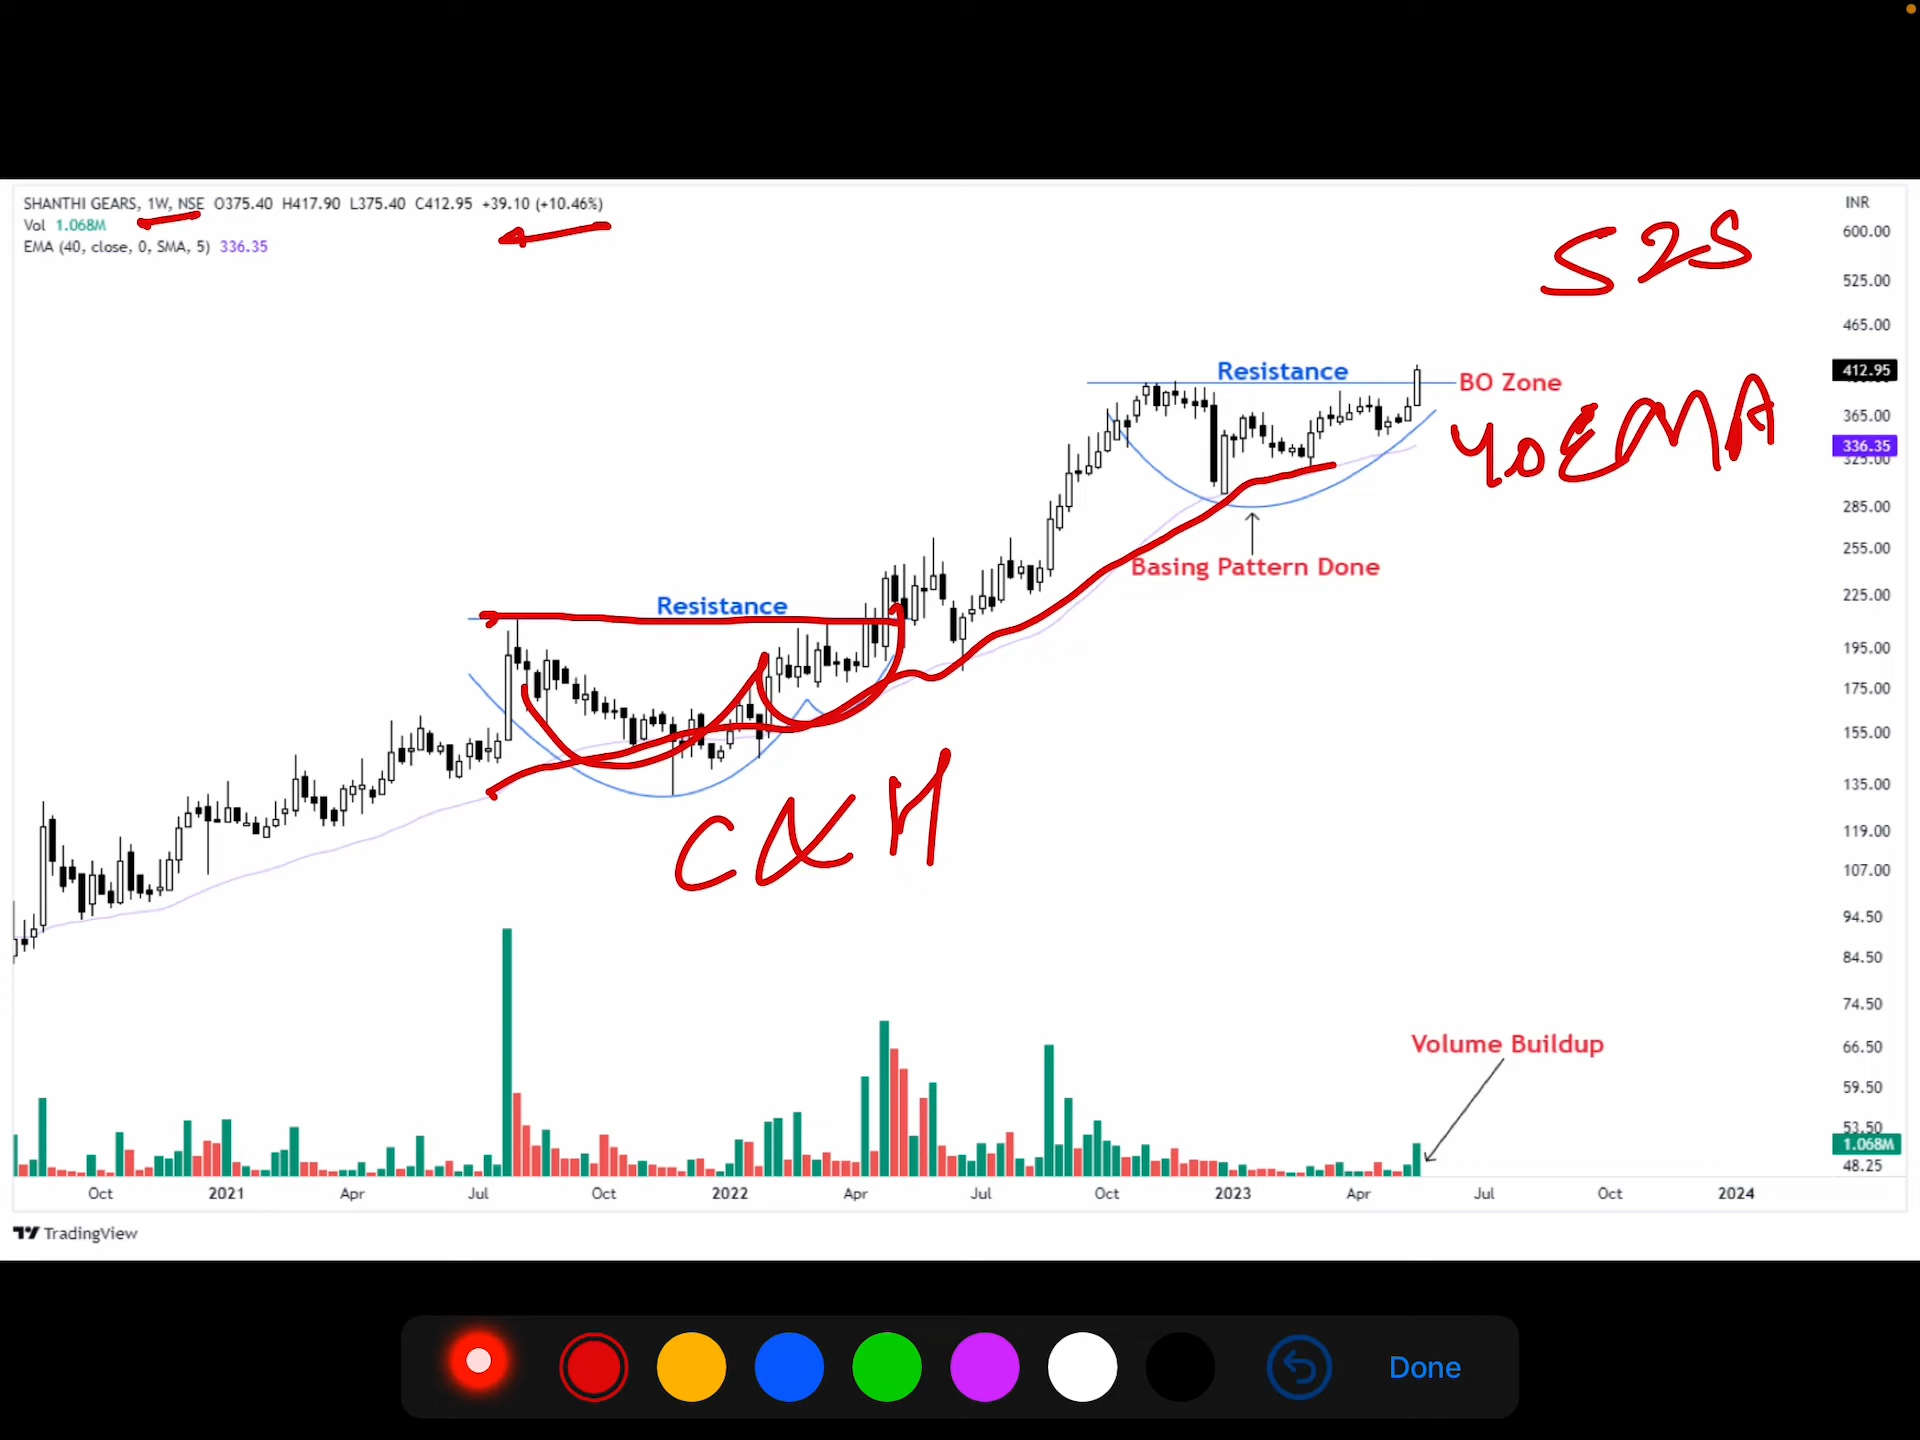 SHANTHI GEARS, 1W, NSE O375.40 H417.90 L375.40 C412.95 +39.10 (+10.46%)
Vol 1.068M
EMA (40, close, 0, SMA, 5) 336.35
INR
600.00
S2S
525.00
465.00
Resistance
BO Zone
412.95
365.00
40EMA
336.35
285.00
Basing Pattern Done
255.00
225.00
Resistance
195.00
175.00
155.00
135.00
C&H
119.00
107.00
94.50
84.50
74.50
Volume Buildup
66.50
59.50
53.50
1.068M
48.25
Oct 2021 Apr Jul Oct 2022 Apr Jul Oct 2023 Apr Jul Oct 2024
TradingView
Done